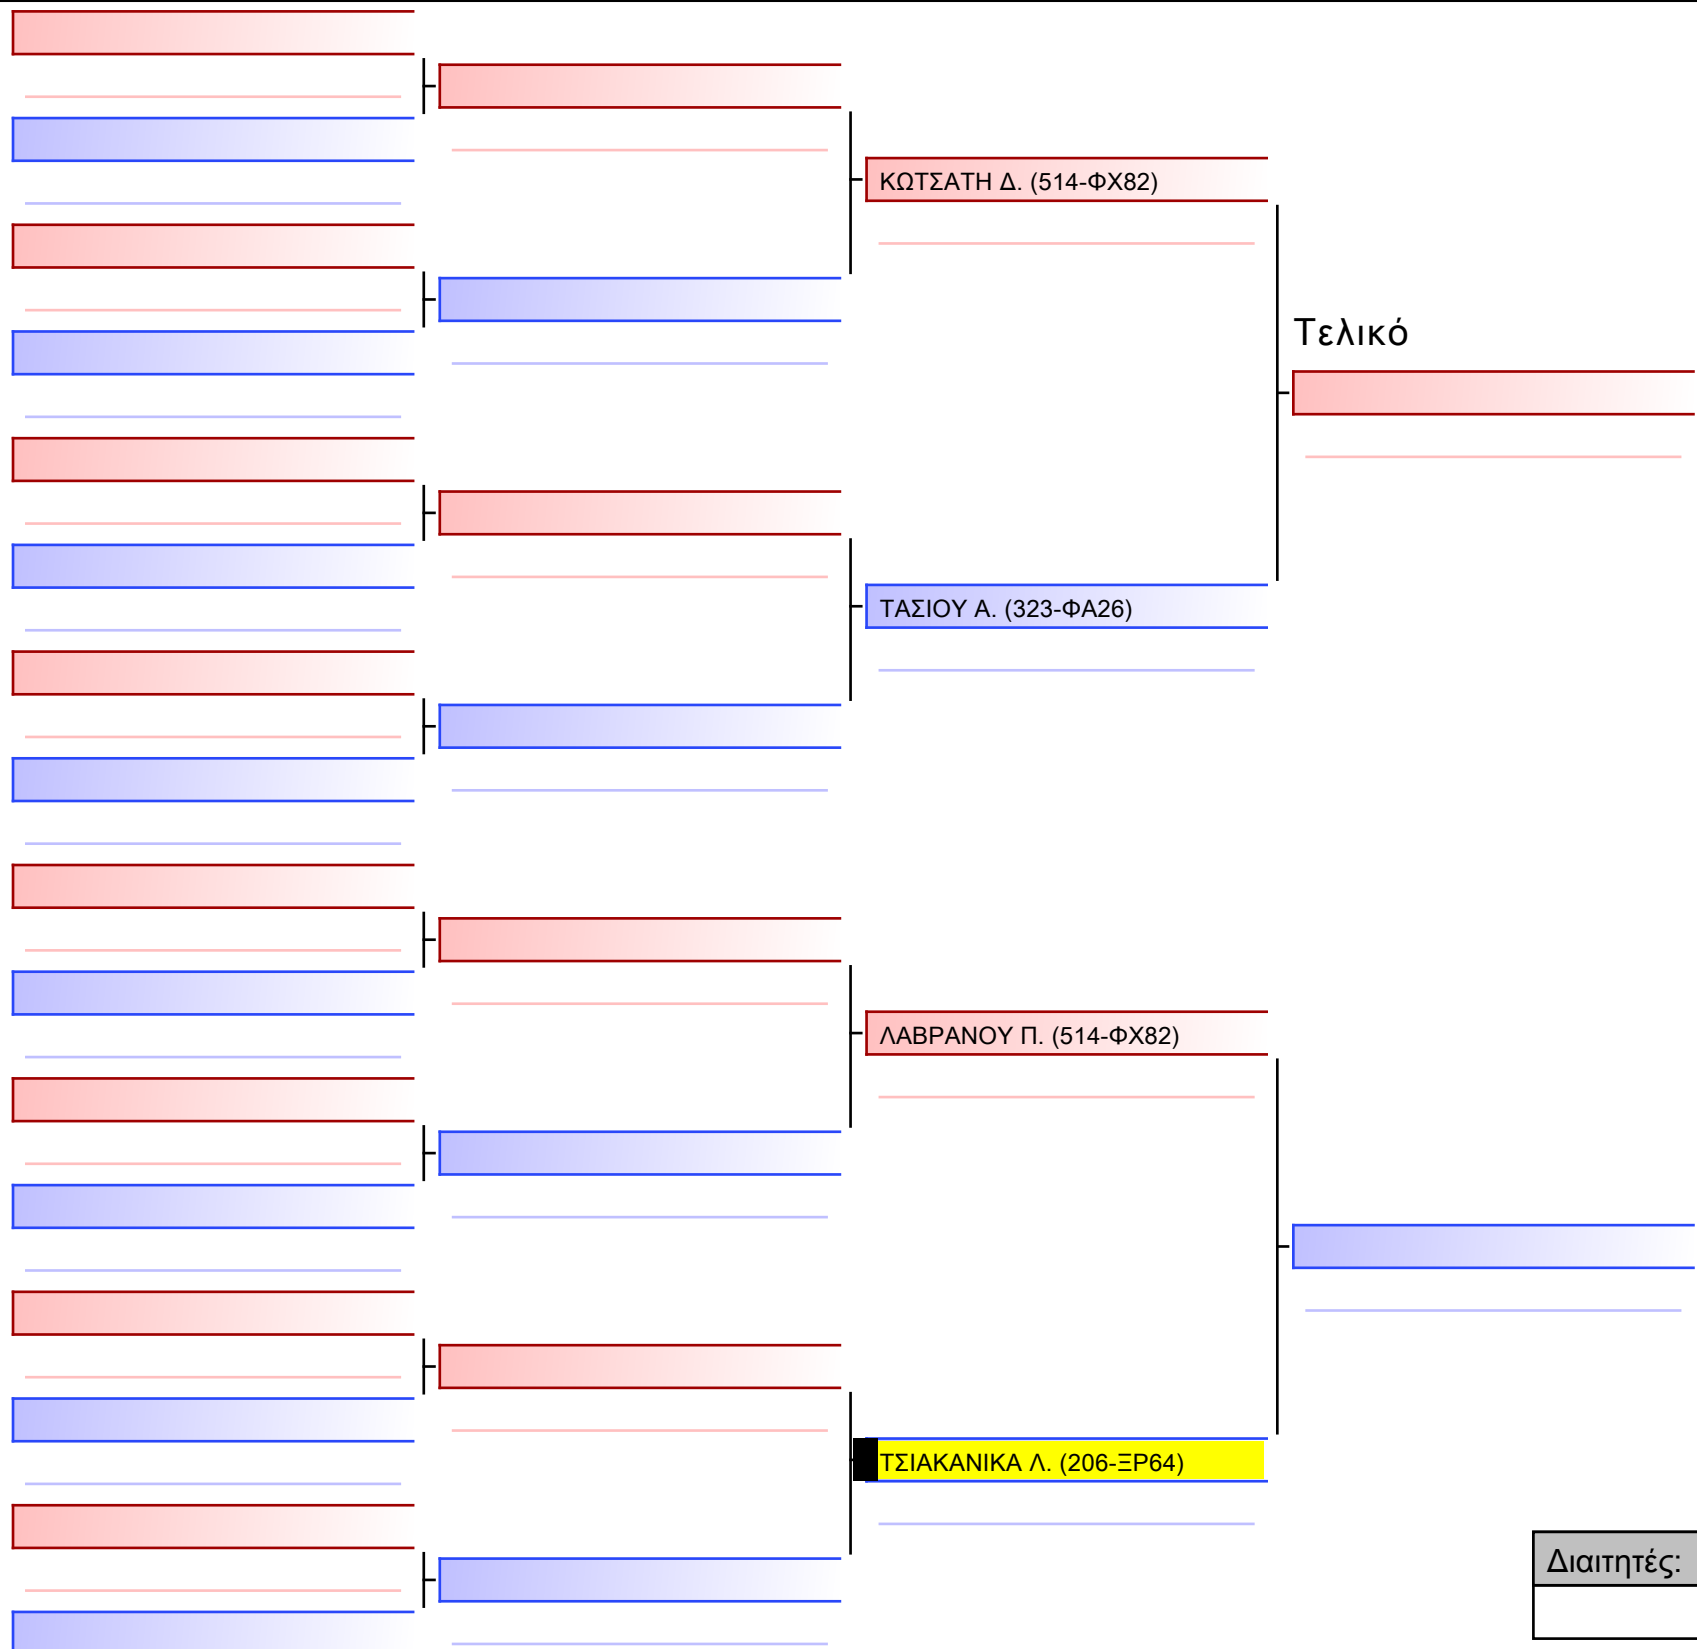 ΚΩΤΣΑΤΗ Δ. (514-ΦΧ82)
Τελικό
ΤΑΣΙΟΥ Α. (323-ΦΑ26)
ΛΑΒΡΑΝΟΥ Π. (514-ΦΧ82)
ΤΣΙΑΚΑΝΙΚΑ Λ. (206-ΞΡ64)
Διαιτητές: